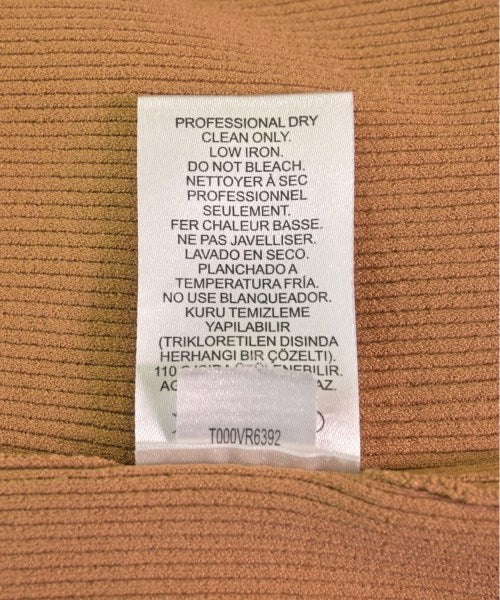 PROFESSIONAL DRY
CLEAN ONLY.
LOW IRON.
DO NOT BLEACH.
NETTOYER À SEC
PROFESSIONNEL
SEULEMENT.
FER CHALEUR BASSE.
NE PAS JAVELLISER.
LAVADO EN SECO.
PLANCHADO A
TEMPERATURA FRÍA.
NO USE BLANQUEADOR.
KURU TEMIZLEME
YAPILABILIR
(TRIKLORETILEN DISINDA
HERHANGI BIR ÇÖZELTI).
110
T000VR6392